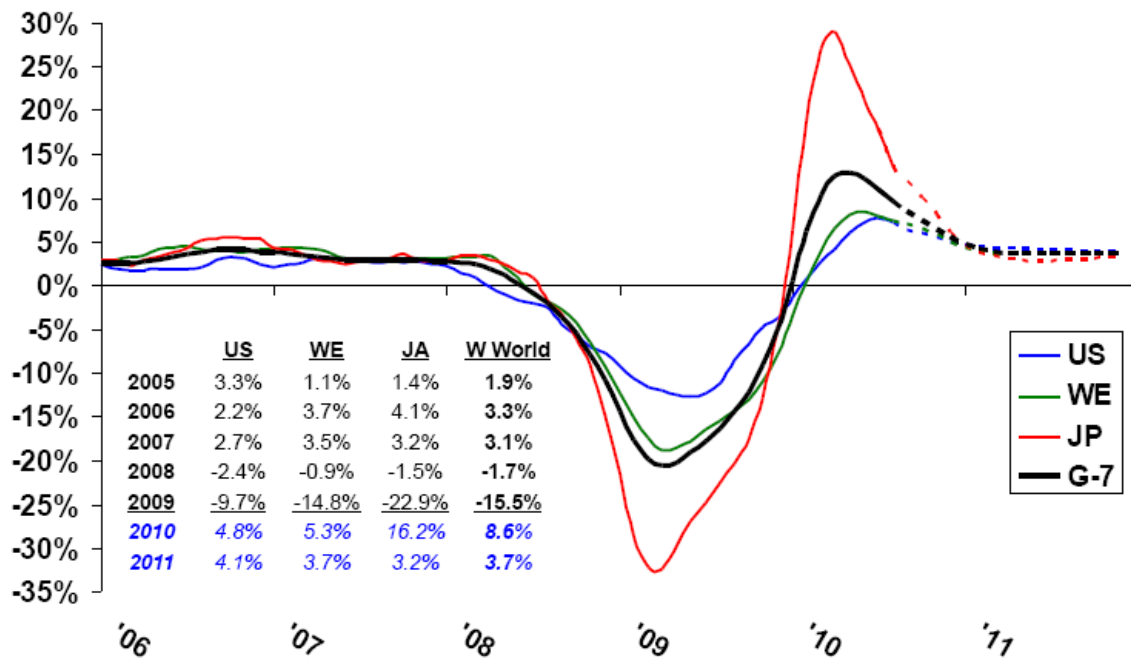 30%
25%
20%
15%
10%
5%
0%
-5%
-10%
-15%
-20%
-25%
-30%
-35%
US WE JA W World
2005 3.3% 1.1% 1.4% 1.9%
2006 2.2% 3.7% 4.1% 3.3%
2007 2.7% 3.5% 3.2% 3.1%
2008 -2.4% -0.9% -1.5% -1.7%
2009 -9.7% -14.8% -22.9% -15.5%
2010 4.8% 5.3% 16.2% 8.6%
2011 4.1% 3.7% 3.2% 3.7%
US
WE
JP
G-7
'06 '07 '08 '09 '10 '11